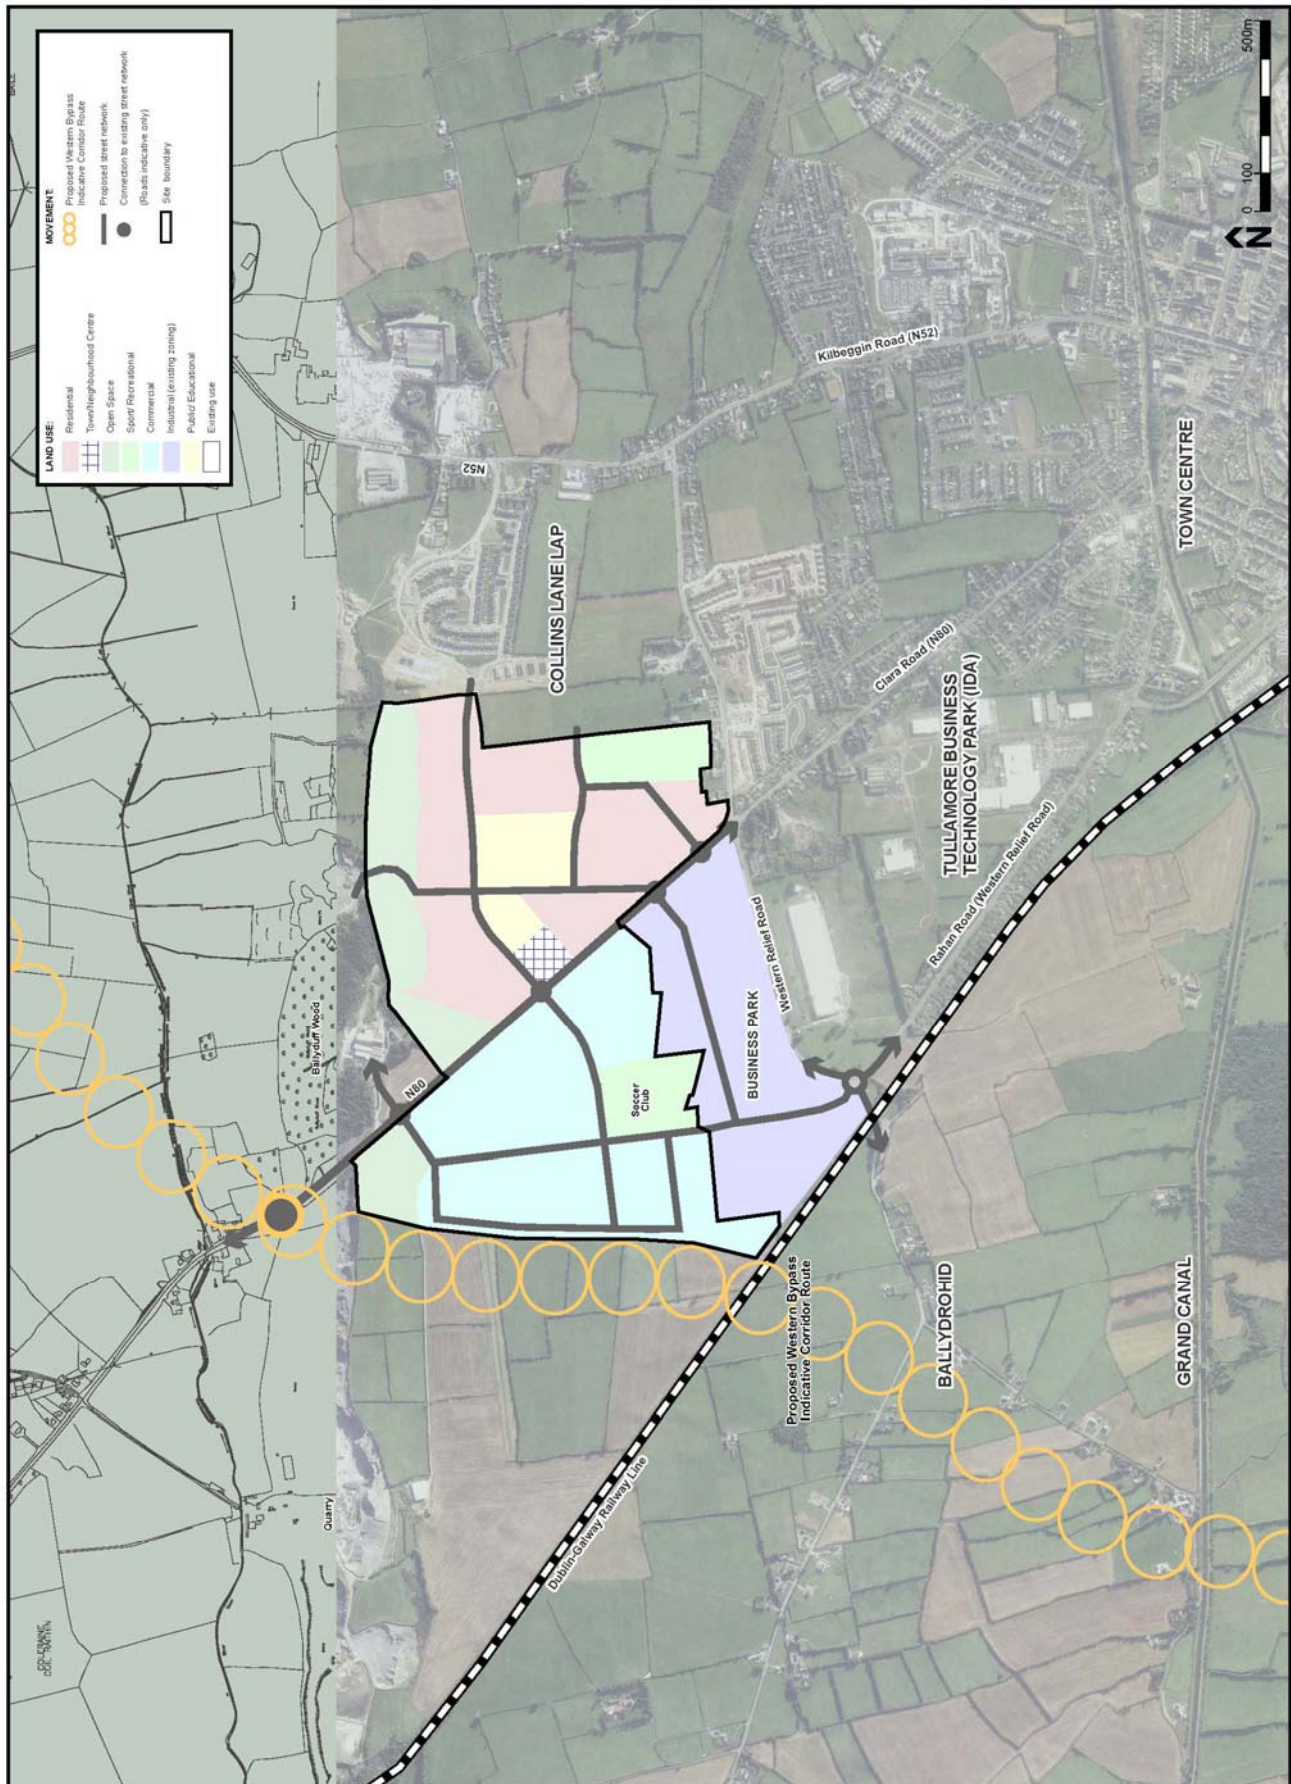 LAND USE:
Residential
Town/Neighbourhood Centre
Open Space
Sport/ Recreational
Commercial
Industrial (existing zoning)
Public/ Educational
Existing use
MOVEMENT:
Proposed Western Bypass
Indicative Corridor Route
Proposed street network
Connection to existing street network
(Roads indicative only)
Site boundary
Quarry
Ballyduff Wood
N80
N52
COLLINS LANE LAP
Soccer
Club
BUSINESS PARK
Western Relief Road
Kilbeggin Road (N52)
Clara Road (N80)
TULLAMORE BUSINESS
TECHNOLOGY PARK (IDA)
Rahan Road (Western Relief Road)
Dublin-Galway Railway Line
Proposed Western Bypass
Indicative Corridor Route
BALLYDROHID
GRAND CANAL
TOWN CENTRE
N
0
100
500m